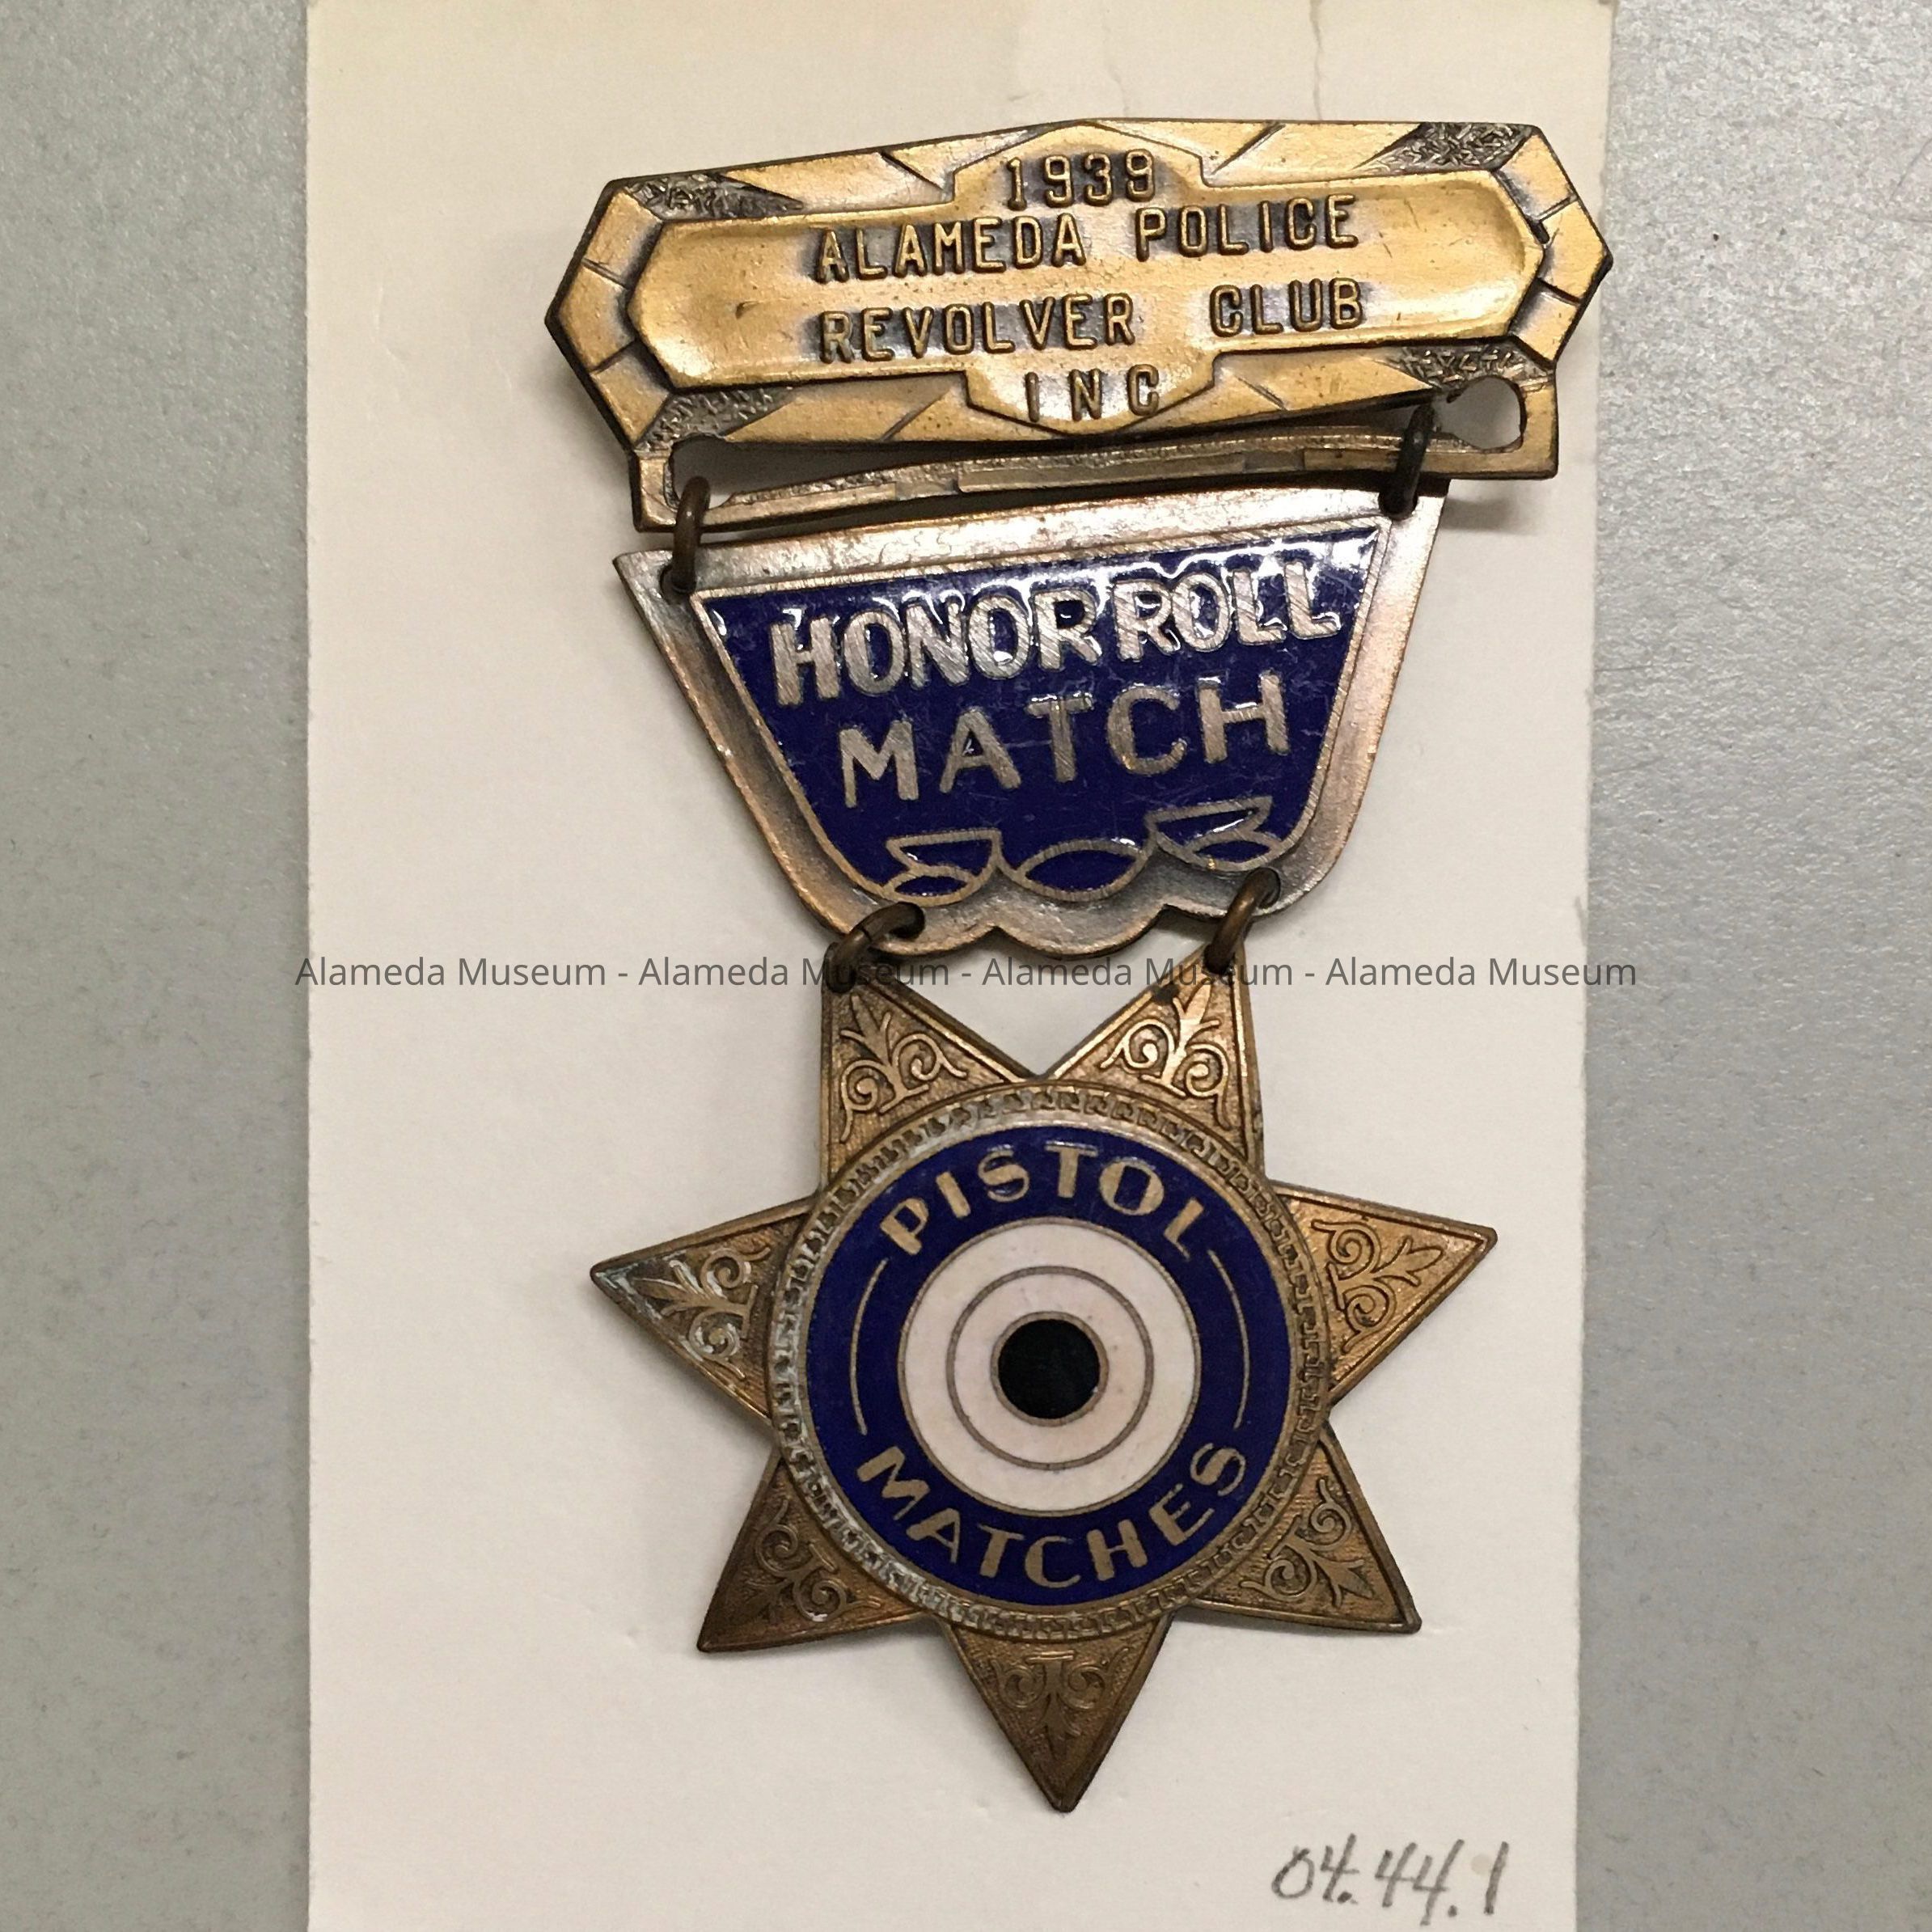 1939
ALAMEDA POLICE
REVOLVER CLUB
INC
HONOR ROLL
MATCH
Alameda Museum - Alameda Museum - Alameda Museum - Alameda Museum
PISTOL
MATCHES
04.44.1